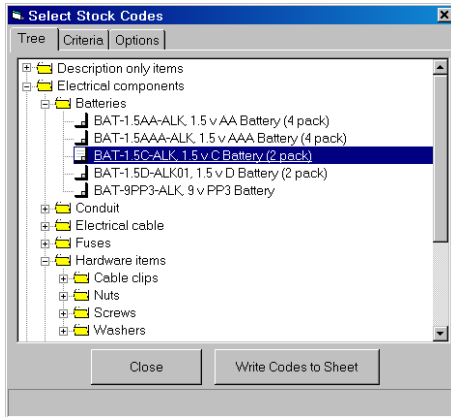 Select Stock Codes
Tree Criteria Options
Description only items
Electrical components
Batteries
BAT-1.5AA-ALK, 1.5 v AA Battery (4 pack)
BAT-1.5AAA-ALK, 1.5 v AAA Battery (4 pack)
BAT-1.5C-ALK, 1.5 v C Battery (2 pack)
BAT-1.5D-ALK01, 1.5 v D Battery (2 pack)
BAT-9PP3-ALK, 9 v PP3 Battery
Conduit
Electrical cable
Fuses
Hardware items
Cable clips
Nuts
Screws
Washers
Close Write Codes to Sheet